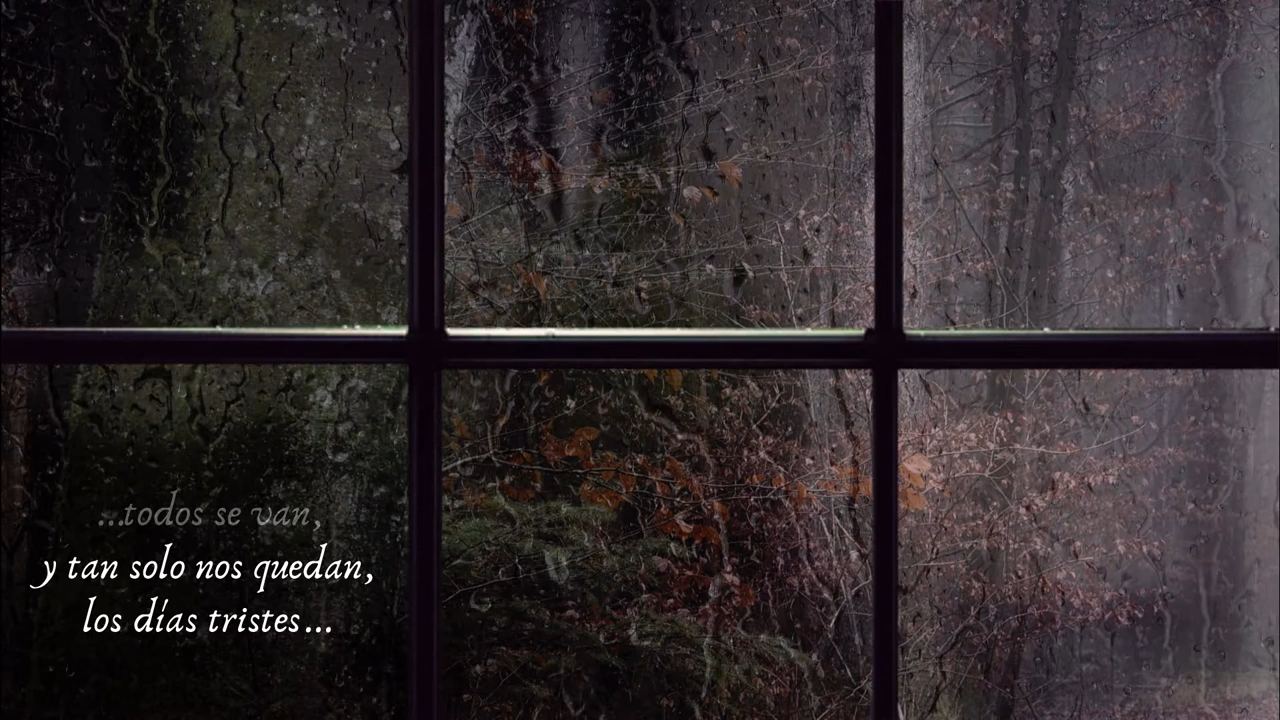 ...todos se van,
y tan solo nos quedan,
los días tristes...